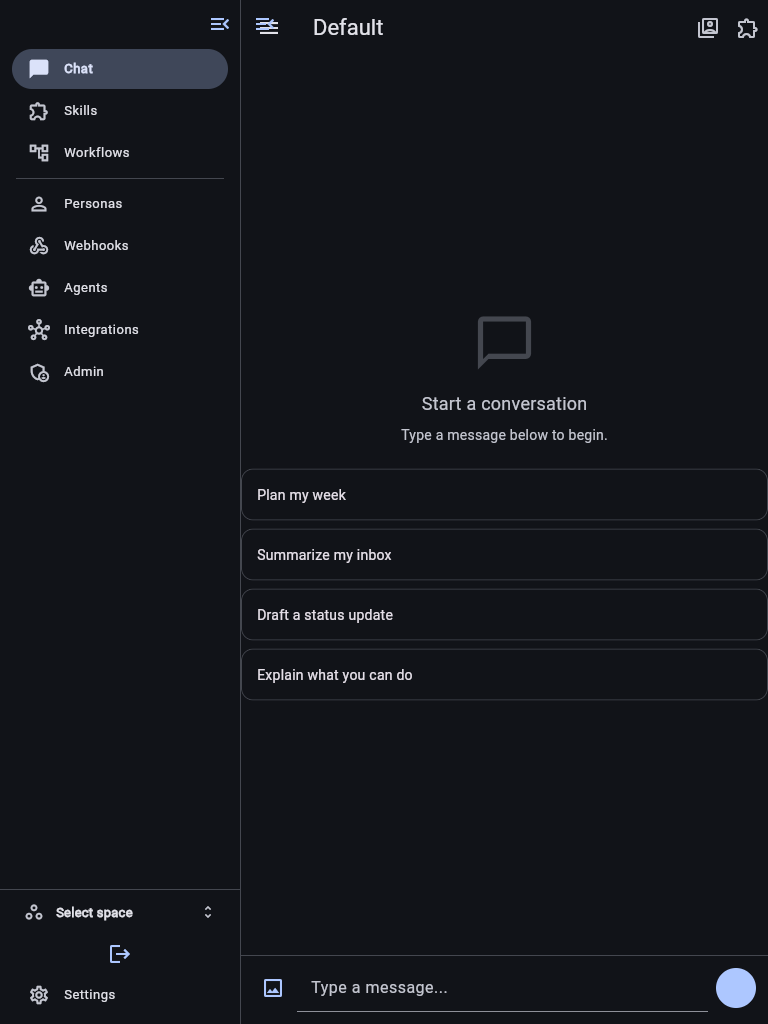 Default
Chat
Skills
Workflows
Personas
Webhooks
Agents
Integrations
Admin
Start a conversation
Type a message below to begin.
Plan my week
Summarize my inbox
Draft a status update
Explain what you can do
Select space
Settings
Type a message...